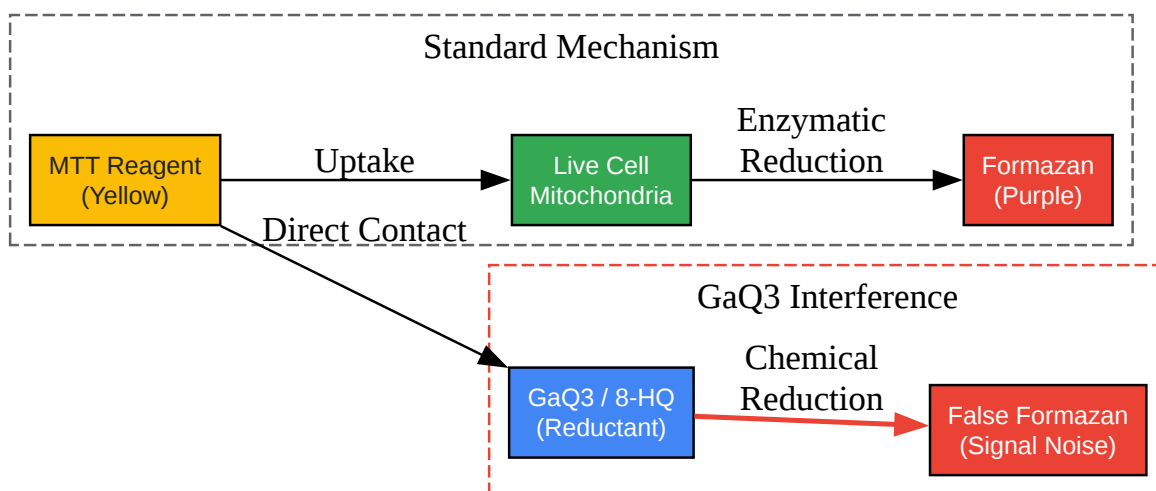 Standard Mechanism
MTT Reagent
(Yellow)
Uptake
Live Cell
Mitochondria
Enzymatic
Reduction
Formazan
(Purple)
Direct Contact
GaQ3 Interference
GaQ3 / 8-HQ
(Reductant)
Chemical
Reduction
False Formazan
(Signal Noise)